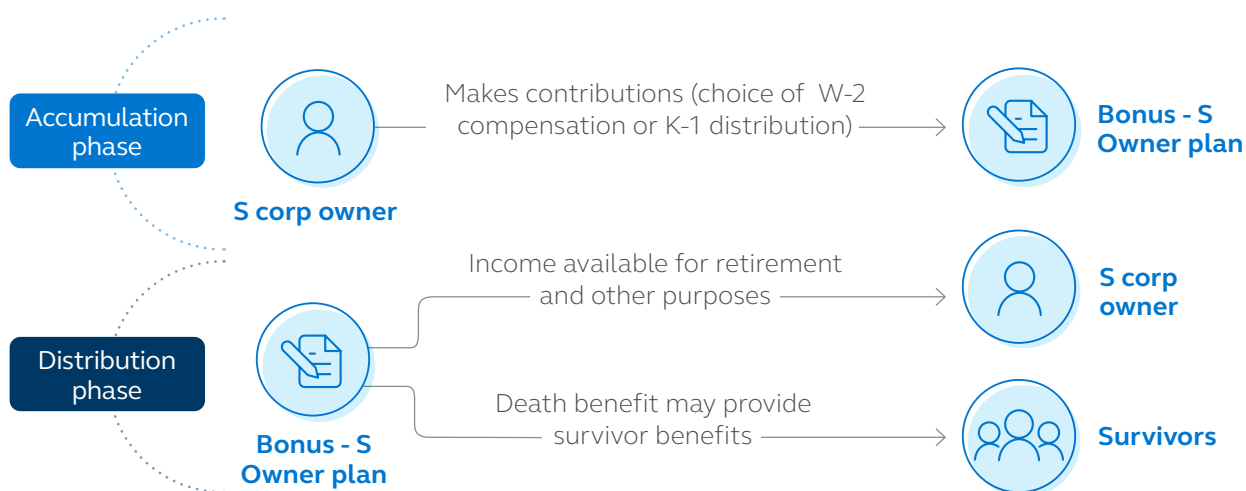 Accumulation
phase
S corp owner
Makes contributions (choice of W-2
compensation or K-1 distribution)
Bonus - S
Owner plan
Distribution
phase
Bonus - S
Owner plan
Income available for retirement
and other purposes
S corp
owner
Death benefit may provide
survivor benefits
Survivors